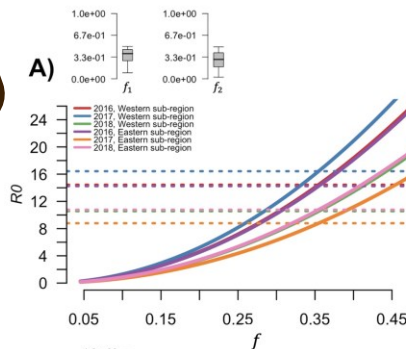 1.0e+00
6.7e-01
3.3e-01
0.0e+00
f₁
1.0e+00
6.7e-01
3.3e-01
0.0e+00
f₂
A)
2016, Western sub-region
2017, Western sub-region
2018, Western sub-region
2016, Eastern sub-region
2017, Eastern sub-region
2018, Eastern sub-region
R0
24
20
16
12
8
4
0
0.05 0.15 0.25 0.35 0.45
f